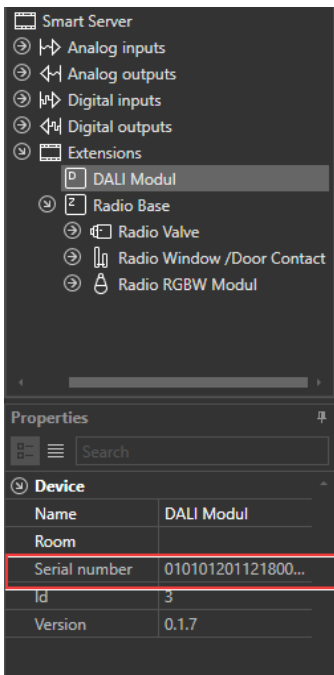 Smart Server
Analog inputs
Analog outputs
Digital inputs
Digital outputs
Extensions
D DALI Modul
Z Radio Base
Radio Valve
Radio Window /Door Contact
Radio RGBW Modul
Properties
Search
Device
Name DALI Modul
Room
Serial number 010101201121800...
Id 3
Version 0.1.7